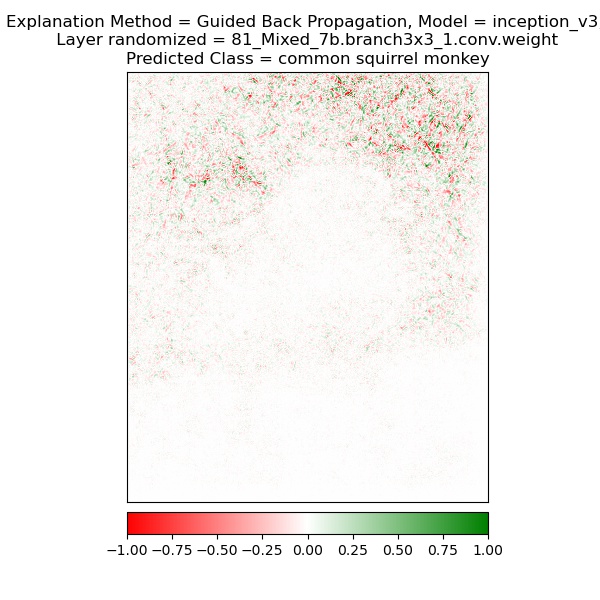 Explanation Method = Guided Back Propagation, Model = inception_v3
Layer randomized = 81_Mixed_7b.branch3x3_1.conv.weight
Predicted Class = common squirrel monkey
−1.00 −0.75 −0.50 −0.25 0.00 0.25 0.50 0.75 1.00